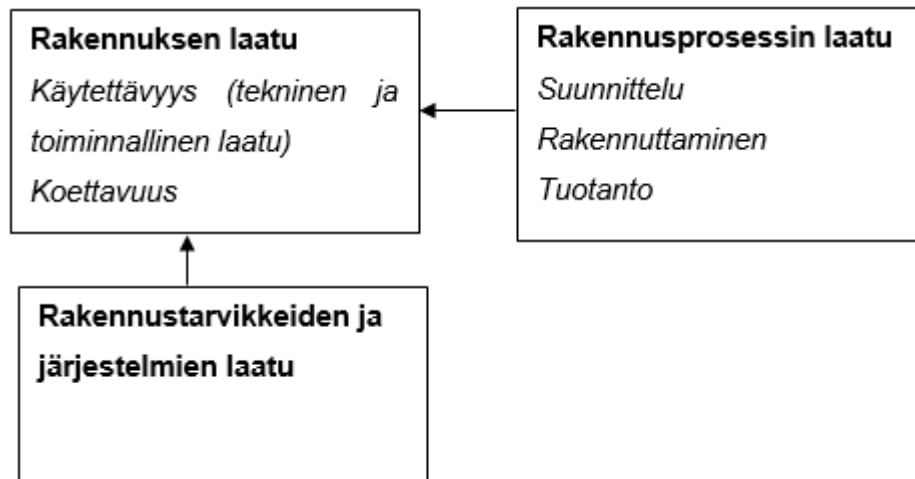 Rakennuksen laatu
Käytettävyys (tekninen ja
toiminnallinen laatu)
Koettavuus
Rakennusprosessin laatu
Suunnittelu
Rakennuttaminen
Tuotanto
Rakennustarvikkeiden ja
järjestelmien laatu